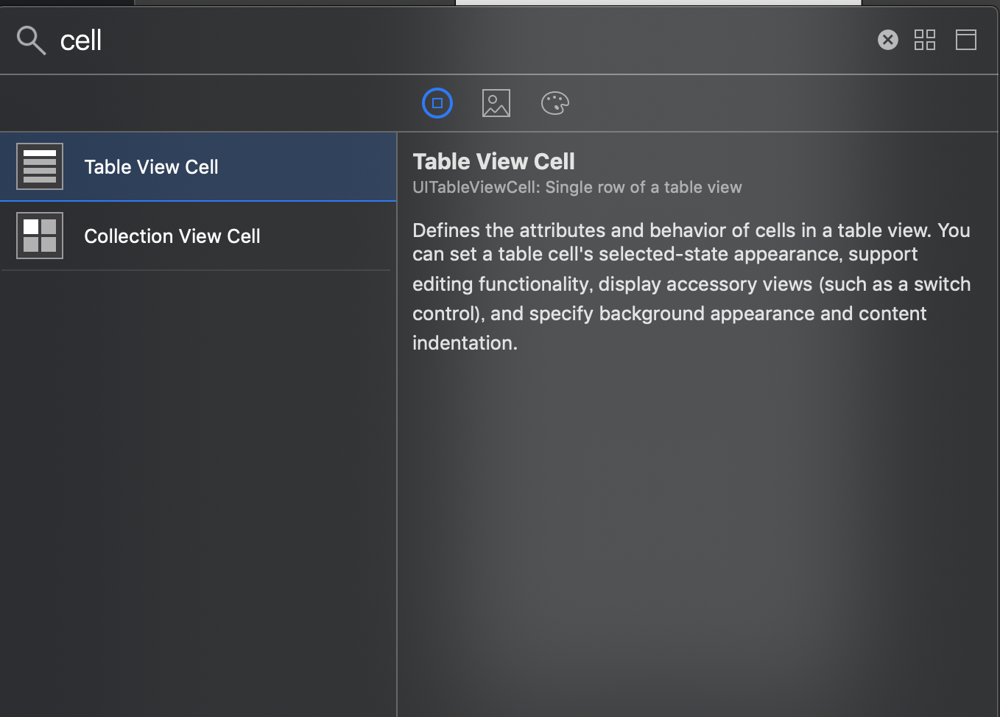 cell
Table View Cell
Collection View Cell
Table View Cell
UITableViewCell: Single row of a table view
Defines the attributes and behavior of cells in a table view. You
can set a table cell's selected-state appearance, support
editing functionality, display accessory views (such as a switch
control), and specify background appearance and content
indentation.